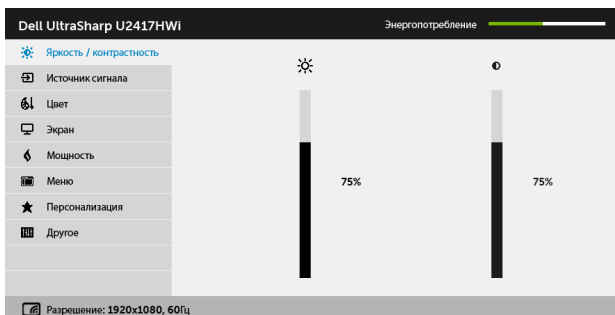 Dell UltraSharp U2417HWi
Энергопотребление
Яркость / контрастность
Источник сигнала
Цвет
Экран
Мощность
Меню
Персонализация
Другое
75%
75%
Разрешение: 1920x1080, 60Гц